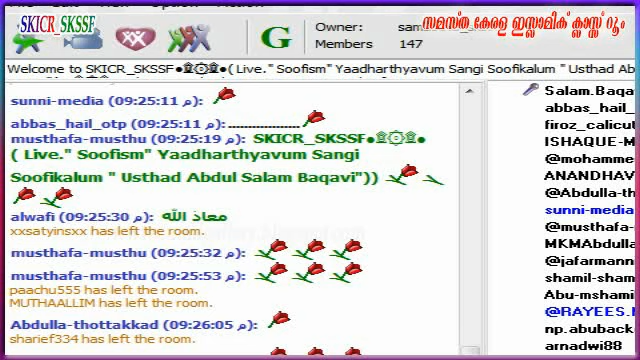 SKICR_SKSSF
സമസ്ത കേരള ഇസ്ലാമിക് ക്ലാസ്സ് റൂം
Owner:
Members 147
G
Welcome to SKICR_SKSSF●۩۞۩●( Live." Soofism" Yaadharthyavum Sangi Soofikalum " Usthad Ab
sunni-media (09:25:11 م):
abbas_hail_otp (09:25:11 م): ..................
musthafa-musthu (09:25:19 م): SKICR_SKSSF●۩۞۩●
( Live." Soofism" Yaadharthyavum Sangi
Soofikalum " Usthad Abdul Salam Baqavi"))
alwafi (09:25:30 م): معاذ الله
xxsatyinsxx has left the room.
musthafa-musthu (09:25:32 م):
musthafa-musthu (09:25:53 م):
paachu555 has left the room.
MUTHAALLIM has left the room.
Abdulla-thottakkad (09:26:05 م):
sharief334 has left the room.
Salam.Baqav
abbas_hail_
firoz_calicut
ISHAQUE-M
@mohamme
ANANDHAV
@Abdulla-th
sunni-media
@musthafa-
MKMAbdulla
@jafarmann
shamil-sham
Abu-mshami
@RAYEES.M
np.abuback
arnadwi88